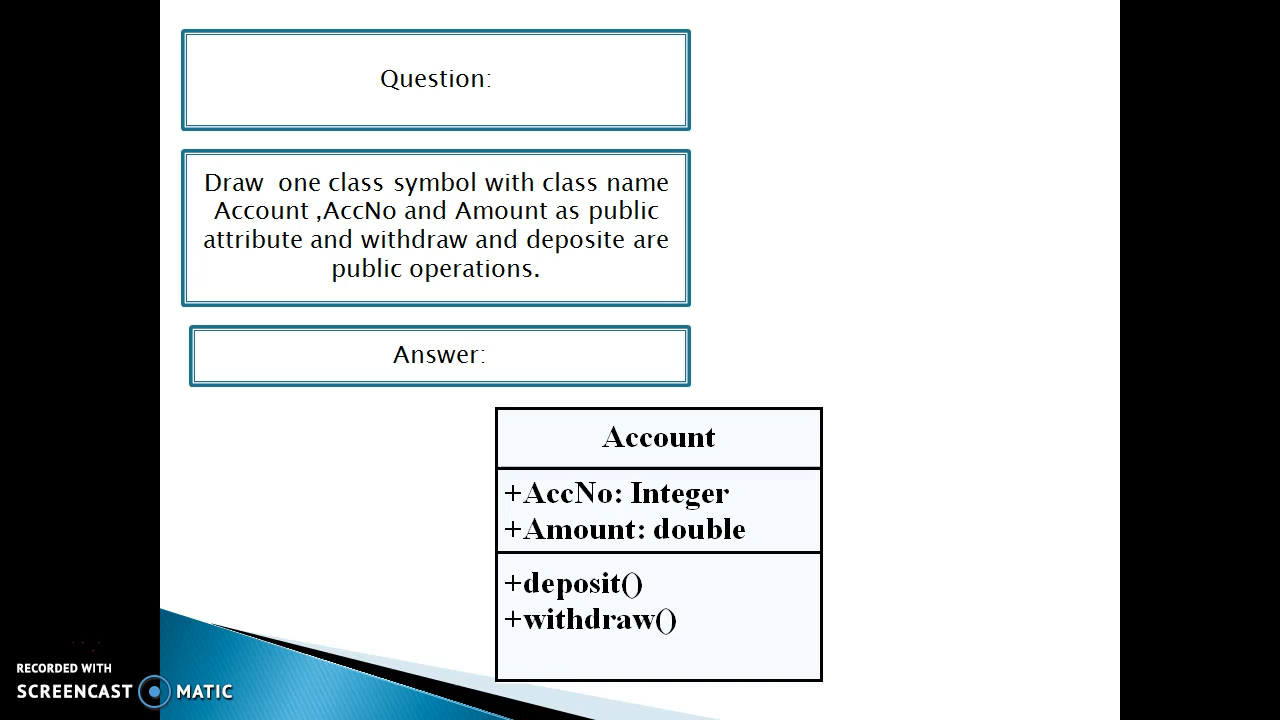 Question:
Draw one class symbol with class name
Account ,AccNo and Amount as public
attribute and withdraw and deposite are
public operations.
Answer:
Account
+AccNo: Integer
+Amount: double
+deposit()
+withdraw()
RECORDED WITH
SCREENCAST MATIC